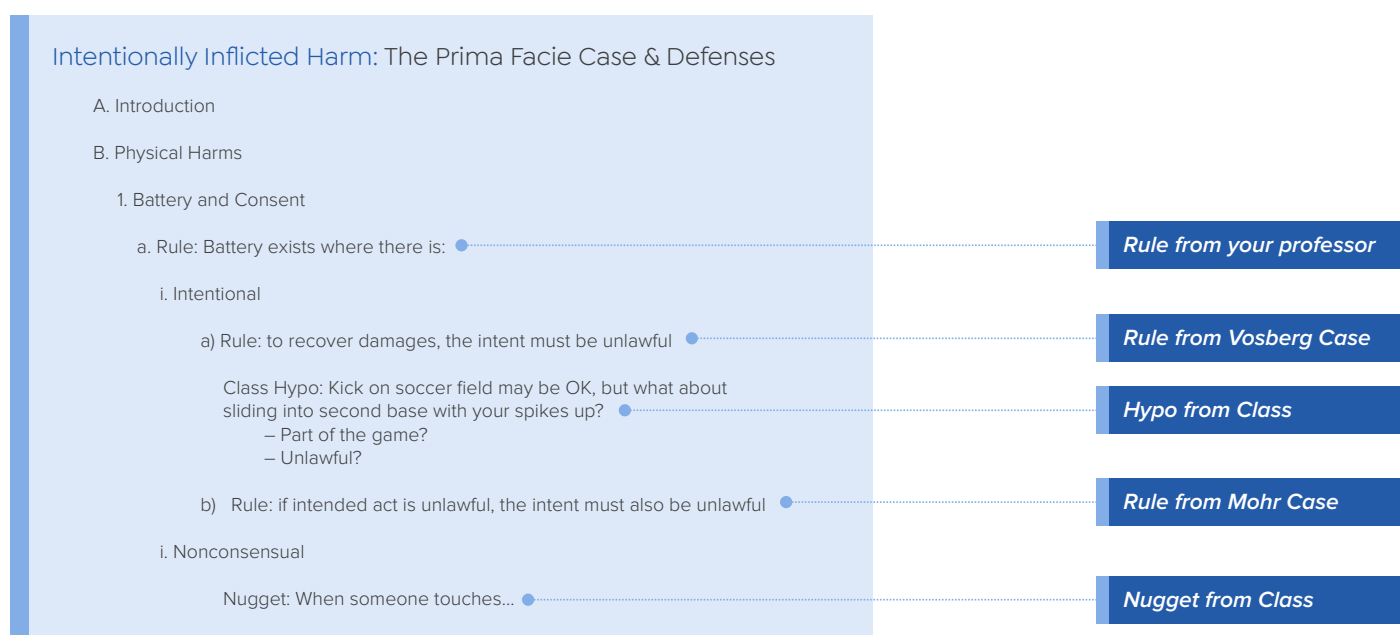 Intentionally Inflicted Harm: The Prima Facie Case & Defenses
A. Introduction
B. Physical Harms
1. Battery and Consent
a. Rule: Battery exists where there is:
Rule from your professor
i. Intentional
a) Rule: to recover damages, the intent must be unlawful
Rule from Vosberg Case
Class Hypo: Kick on soccer field may be OK, but what about
sliding into second base with your spikes up?
Hypo from Class
– Part of the game?
– Unlawful?
b) Rule: if intended act is unlawful, the intent must also be unlawful
Rule from Mohr Case
i. Nonconsensual
Nugget: When someone touches...
Nugget from Class